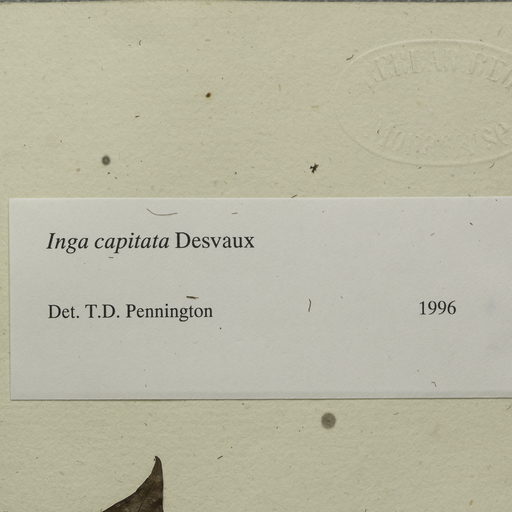 Inga capitata Desvaux
Det. T.D. Pennington 1996